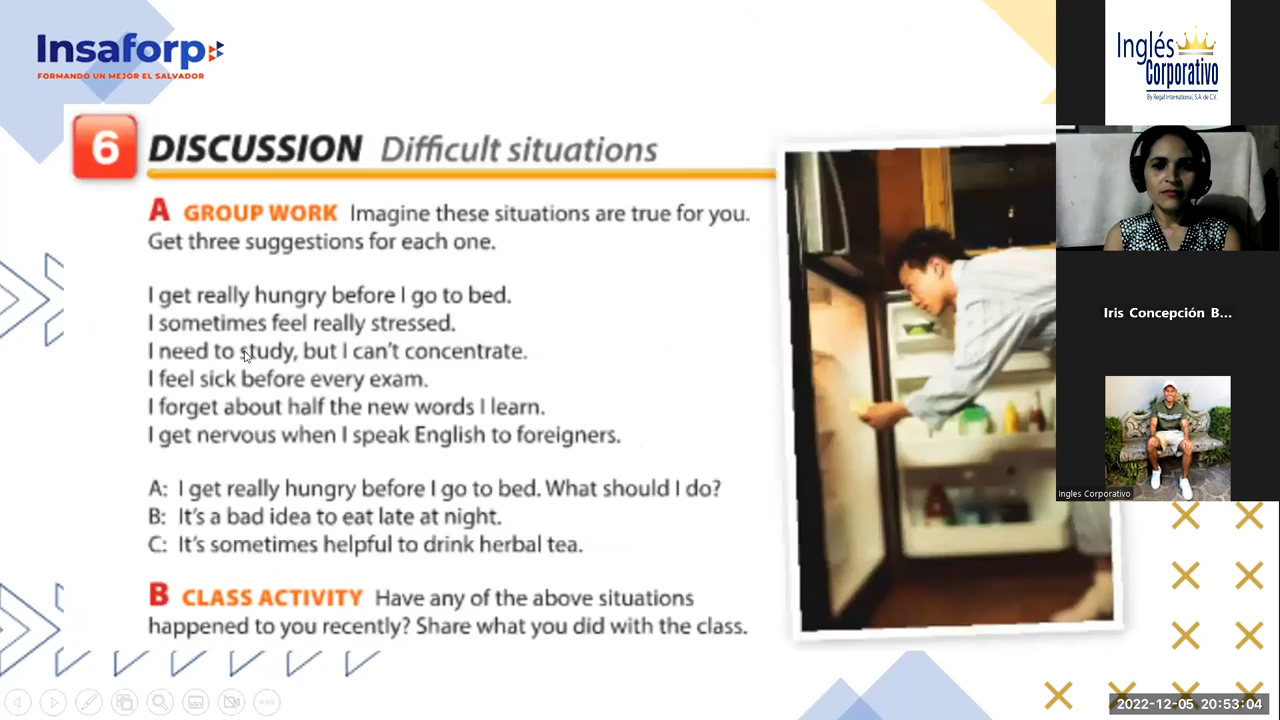 Insaforp
FORMANDO UN MEJOR EL SALVADOR
6 DISCUSSION Difficult situations
A GROUP WORK Imagine these situations are true for you.
Get three suggestions for each one.
I get really hungry before I go to bed.
I sometimes feel really stressed.
I need to study, but I can't concentrate.
I feel sick before every exam.
I forget about half the new words I learn.
I get nervous when I speak English to foreigners.
A: I get really hungry before I go to bed. What should I do?
B: It's a bad idea to eat late at night.
C: It's sometimes helpful to drink herbal tea.
B CLASS ACTIVITY Have any of the above situations
happened to you recently? Share what you did with the class.
Inglés
Corporativo
By Regal International, S.A. de C.V.
Iris Concepción B...
Ingles Corporativo
2022-12-05 20:53:04